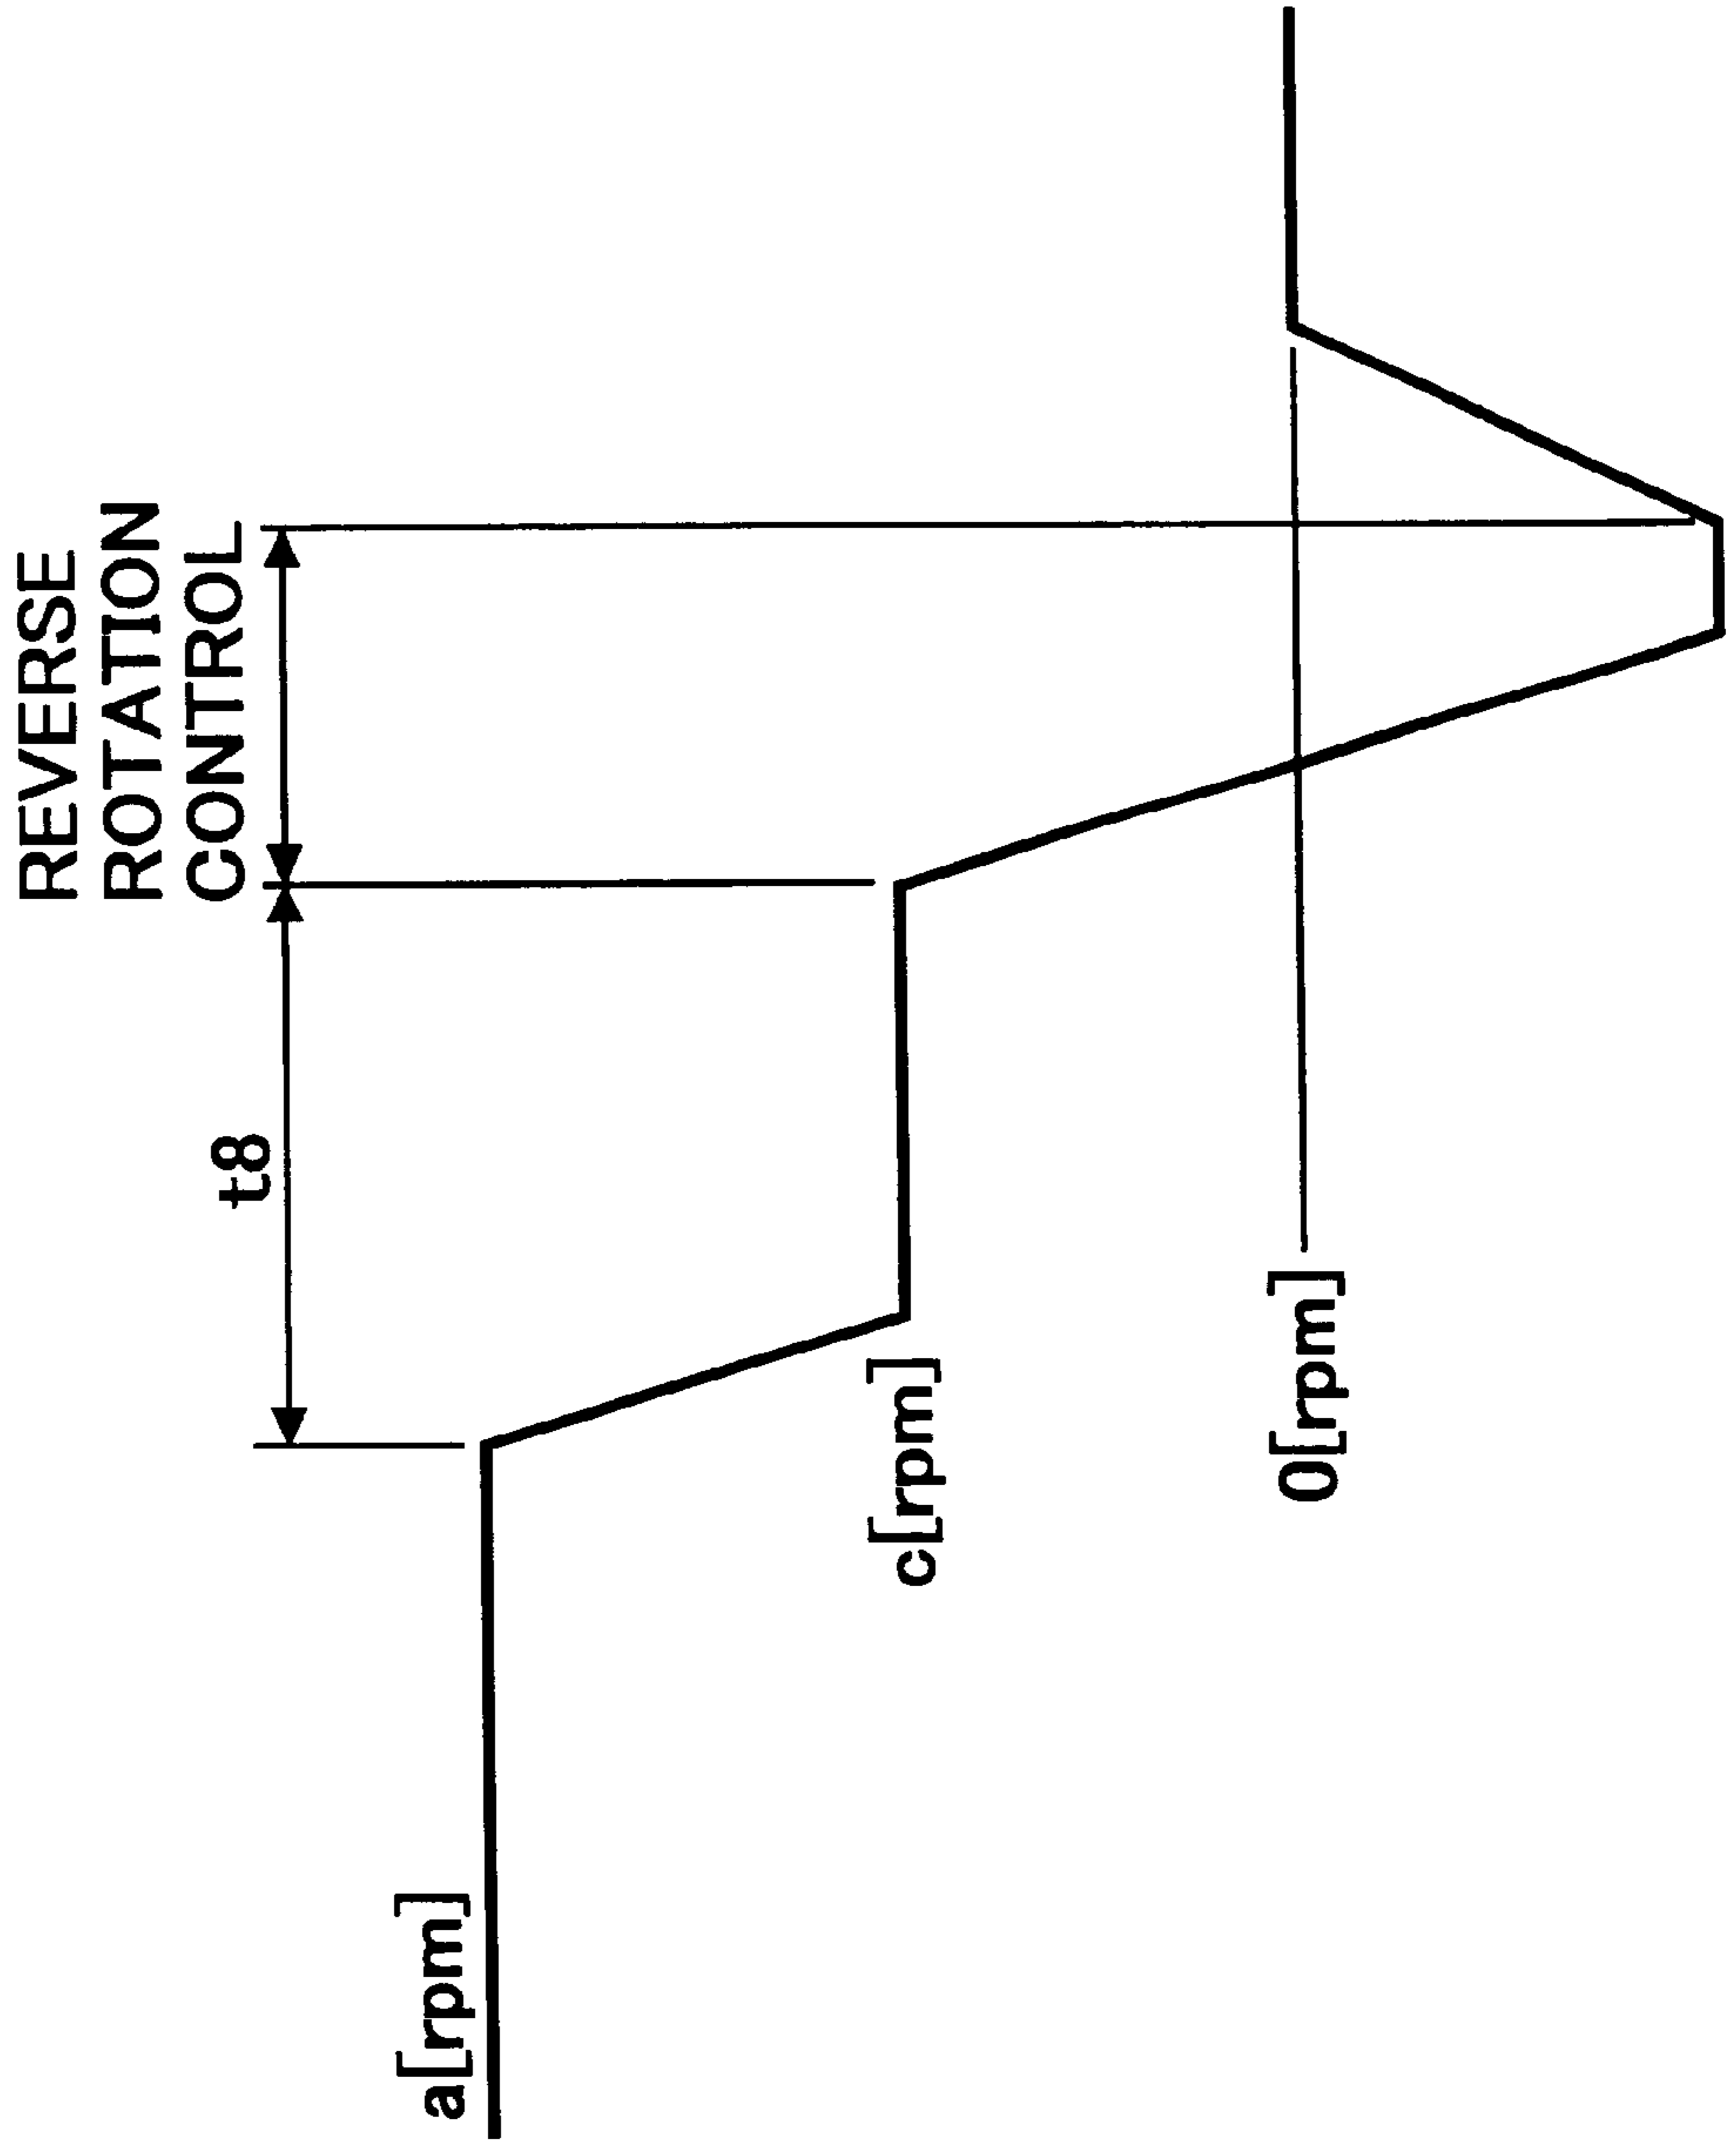 REVERSE
ROTATION
CONTROL
t8
a[rpm]
c[rpm]
0[rpm]